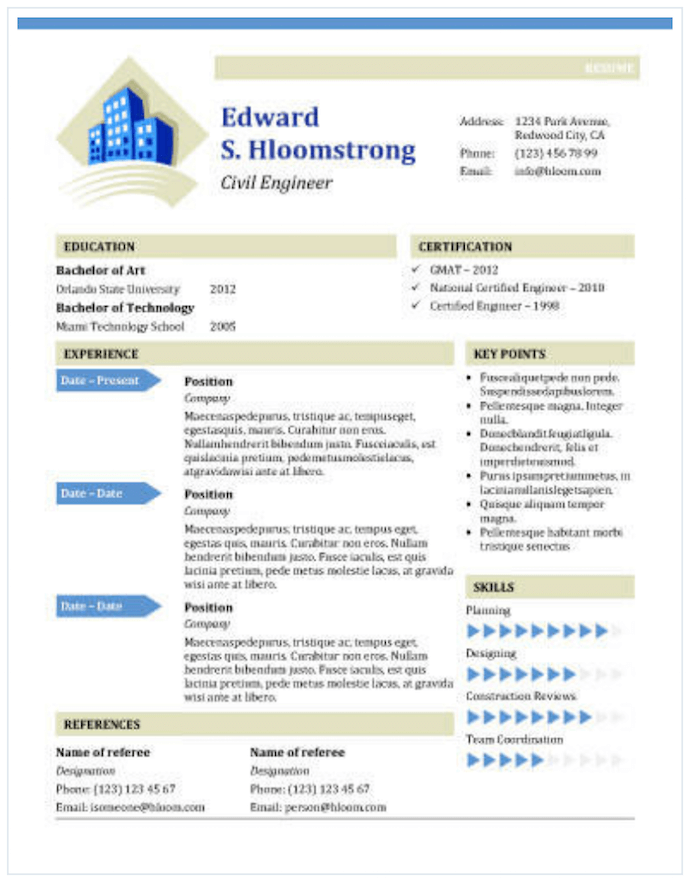 RESUME
Edward
S. Hloomstrong
Civil Engineer
Address: 1234 Park Avenue,
Redwood City, CA
Phone: (123) 456 78 99
Email: info@hloom.com
EDUCATION
Bachelor of Art
Orlando State University 2012
Bachelor of Technology
Miami Technology School 2005
CERTIFICATION
✓ GMAT – 2012
✓ National Certified Engineer – 2010
✓ Certified Engineer – 1998
EXPERIENCE
Date – Present
Position
Company
Maecenaspedepurus, tristique ac, tempuseget,
egestasquis, mauris. Curabitur non eros.
Nullamhendrerit bibendum justo. Fusceiaculis, est
quislacinia pretium, pedemetusmolestielacus,
atgravidawisi ante at libero.
Date – Date
Position
Company
Maecenaspedepurus, tristique ac, tempus eget,
egestas quis, mauris. Curabitur non eros. Nullam
hendrerit bibendum justo. Fusce iaculis, est quis
lacinia pretium, pede metus molestie lacus, at gravida
wisi ante at libero.
Date – Date
Position
Company
Maecenaspedepurus, tristique ac, tempus eget,
egestas quis, mauris. Curabitur non eros. Nullam
hendrerit bibendum justo. Fusce iaculis, est quis
lacinia pretium, pede metus molestie lacus, at gravida
wisi ante at libero.
KEY POINTS
• Fuscealiquetpede non pede.
Suspendissedapibuslorem.
• Pellentesque magna. Integer
nulla.
• Donecblanditfeugiatligula.
Donechendrerit, felis et
imperdieteuismod.
• Purus ipsumpretiummetus, in
laciniamullanislegetsapien.
• Quisque aliquam tempor
magna.
• Pellentesque habitant morbi
tristique senectus
SKILLS
Planning
Designing
Construction Reviews
Team Coordination
REFERENCES
Name of referee
Designation
Phone: (123) 123 45 67
Email: isomeone@hloom.com
Name of referee
Designation
Phone: (123) 123 45 67
Email: person@hloom.com